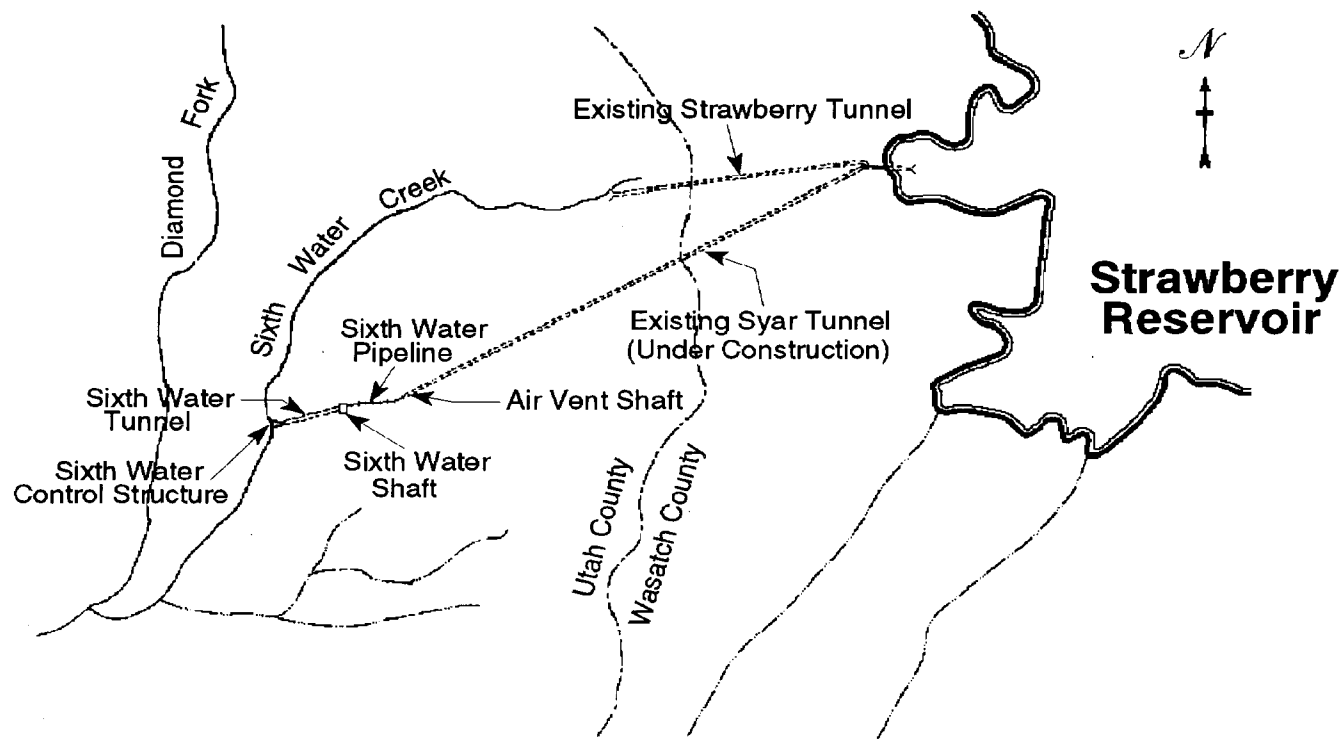 N
Existing Strawberry Tunnel
Diamond Fork
Sixth Water Creek
Strawberry
Reservoir
Existing Syar Tunnel
(Under Construction)
Sixth Water
Pipeline
Air Vent Shaft
Sixth Water
Tunnel
Sixth Water
Shaft
Sixth Water
Control Structure
Utah County
Wasatch County